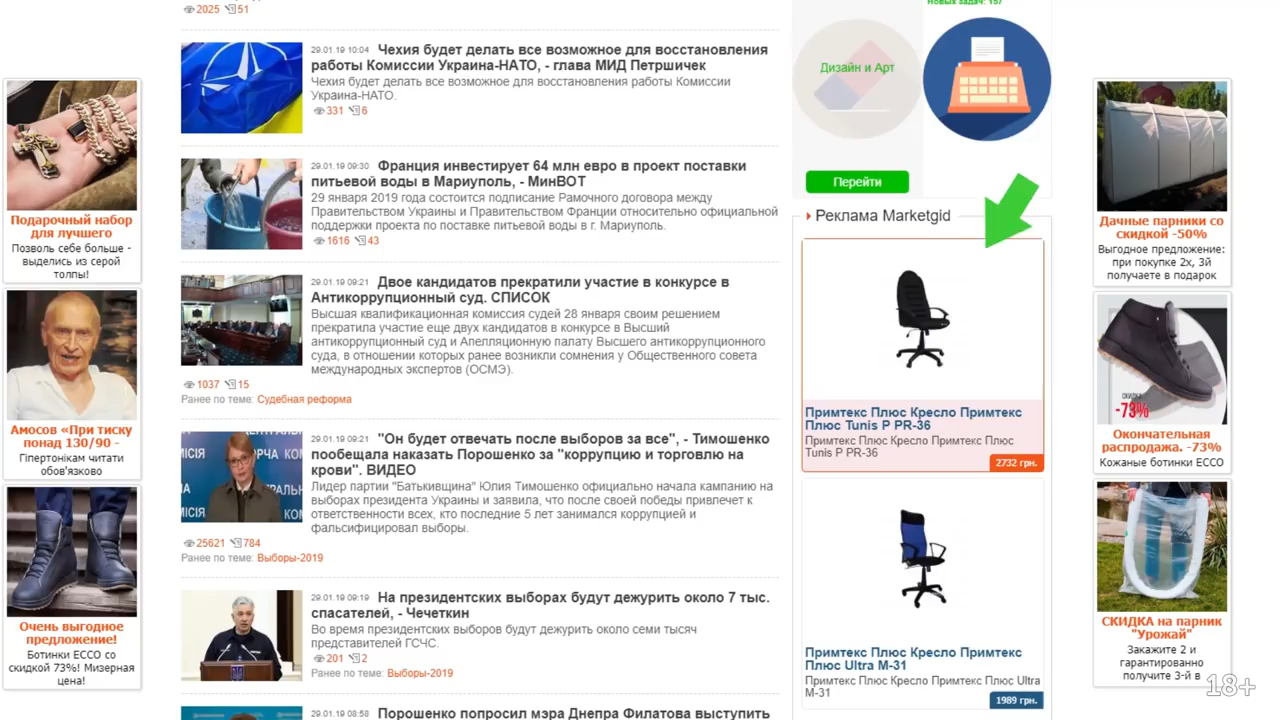 2025 51
29.01.19 10:04 Чехия будет делать все возможное для восстановления
работы Комиссии Украина-НАТО, - глава МИД Петршичек
Чехия будет делать все возможное для восстановления работы Комиссии
Украина-НАТО.
331 6
29.01.19 09:30 Франция инвестирует 64 млн евро в проект поставки
питьевой воды в Мариуполь, - МинВОТ
29 января 2019 года состоится подписание Рамочного договора между
Правительством Украины и Правительством Франции относительно официальной
поддержки проекта по поставке питьевой воды в г. Мариуполь.
1616 43
29.01.19 09:21 Двое кандидатов прекратили участие в конкурсе в
Антикоррупционный суд. СПИСОК
Высшая квалификационная комиссия судей 28 января своим решением
прекратила участие еще двух кандидатов в конкурсе в Высший
антикоррупционный суд и Апелляционную палату Высшего антикоррупционного
суда, в отношении которых ранее возникли сомнения у Общественного совета
международных экспертов (ОСМЭ).
1037 15
Ранее по теме: Судебная реформа
29.01.19 09:21 "Он будет отвечать после выборов за все", - Тимошенко
пообещала наказать Порошенко за "коррупцию и торговлю на
крови". ВИДЕО
Лидер партии "Батькивщина" Юлия Тимошенко официально начала кампанию на
выборах президента Украины и заявила, что после своей победы привлечет к
ответственности всех, кто последние 5 лет занимался коррупцией и
фальсифицировал выборы.
25621 784
Ранее по теме: Выборы-2019
29.01.19 09:19 На президентских выборах будут дежурить около 7 тыс.
спасателей, - Чечеткин
Во время президентских выборов будут дежурить около семи тысяч
представителей ГСЧС.
201 2
Ранее по теме: Выборы-2019
29.01.19 08:58 Порошенко попросил мэра Днепра Филатова выступить
Подарочный набор
для лучшего
Позволь себе больше -
выделись из серой
толпы!
Амосов «При тиску
понад 130/90 -
Гіпертонікам читати
обов'язково
Очень выгодное
предложение!
Ботинки ECCO со
скидкой 73%! Мизерная
цена!
Новых задач: 157
Дизайн и Арт
Перейти
Реклама Marketgid
Примтекс Плюс Кресло Примтекс
Плюс Tunis P PR-36
Примтекс Плюс Кресло Примтекс Плюс
Tunis P PR-36
2732 грн.
Примтекс Плюс Кресло Примтекс
Плюс Ultra M-31
Примтекс Плюс Кресло Примтекс Плюс Ultra
M-31
1989 грн.
Дачные парники со
скидкой -50%
Выгодное предложение:
при покупке 2х, 3й
получаете в подарок
СКИДКА
-73%
Окончательная
распродажа. -73%
Кожаные ботинки ECCO
СКИДКА на парник
"Урожай"
Закажите 2 и
гарантированно
получите 3-й в
18+